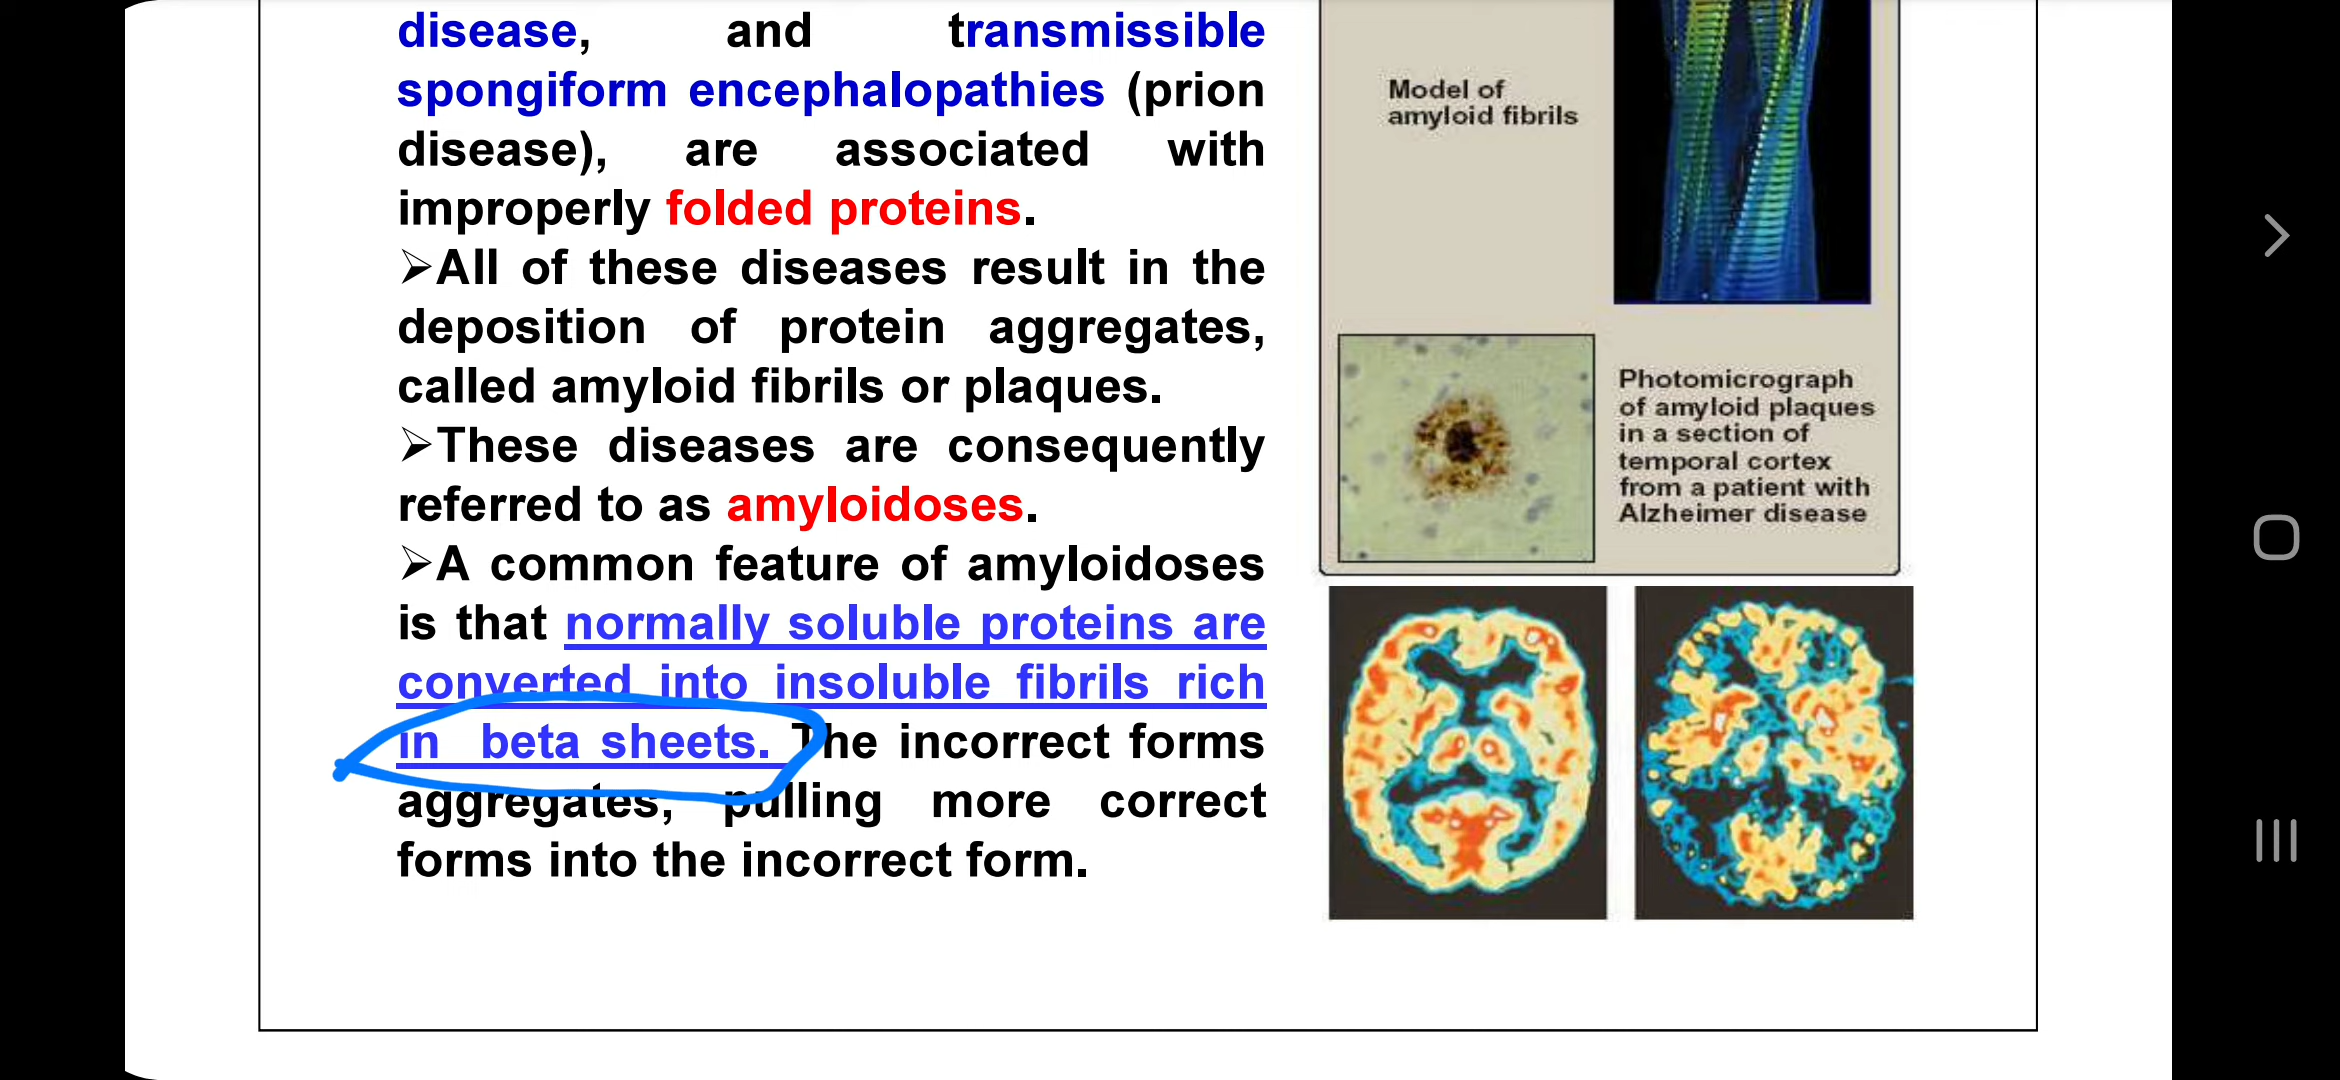 disease, and transmissible
spongiform encephalopathies (prion
disease), are associated with
improperly folded proteins.
➢All of these diseases result in the
deposition of protein aggregates,
called amyloid fibrils or plaques.
➢These diseases are consequently
referred to as amyloidoses.
➢A common feature of amyloidoses
is that normally soluble proteins are
converted into insoluble fibrils rich
in beta sheets. The incorrect forms
aggregates, pulling more correct
forms into the incorrect form.
Model of
amyloid fibrils
Photomicrograph
of amyloid plaques
in a section of
temporal cortex
from a patient with
Alzheimer disease